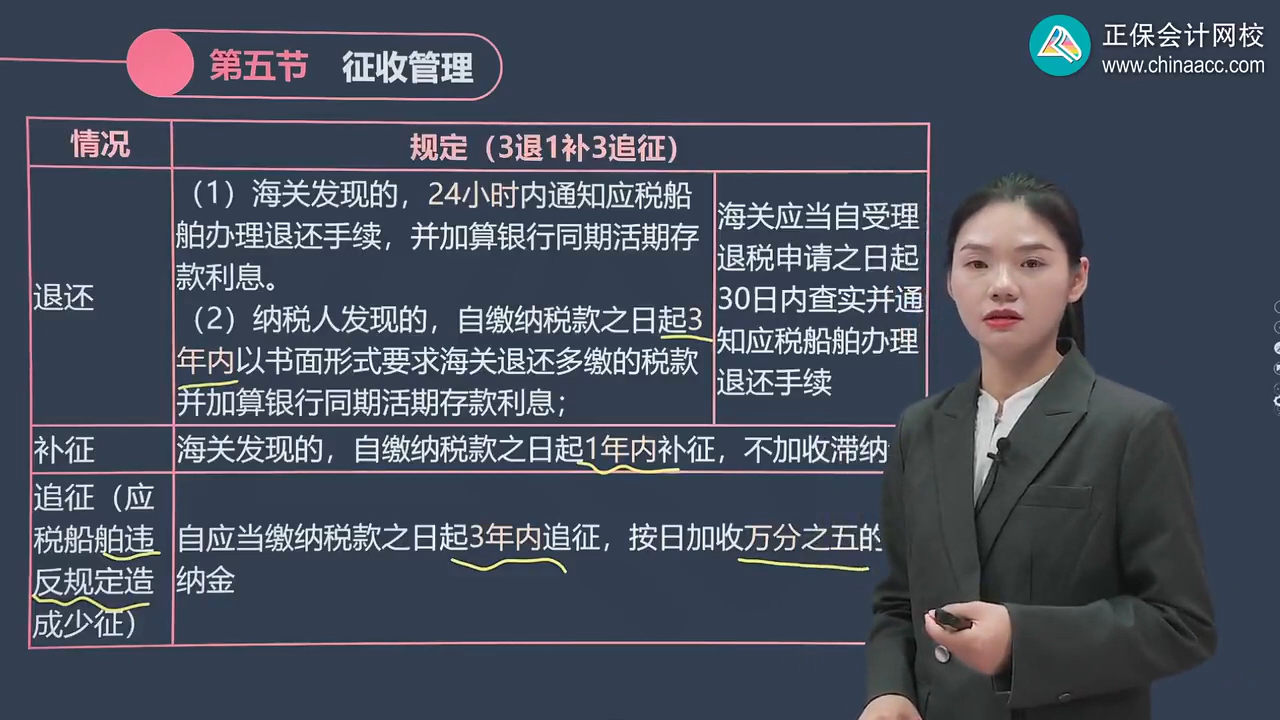 第五节 征收管理
正保会计网校
www.chinaacc.com
情况
规定（3退1补3追征）
退还
（1）海关发现的，24小时内通知应税船
舶办理退还手续，并加算银行同期活期存
款利息。
（2）纳税人发现的，自缴纳税款之日起3
年内以书面形式要求海关退还多缴的税款
并加算银行同期活期存款利息；
海关应当自受理
退税申请之日起
30日内查实并通
知应税船舶办理
退还手续
补征
海关发现的，自缴纳税款之日起1年内补征，不加收滞纳
追征（应
税船舶违
反规定造
成少征）
自应当缴纳税款之日起3年内追征，按日加收万分之五的
纳金